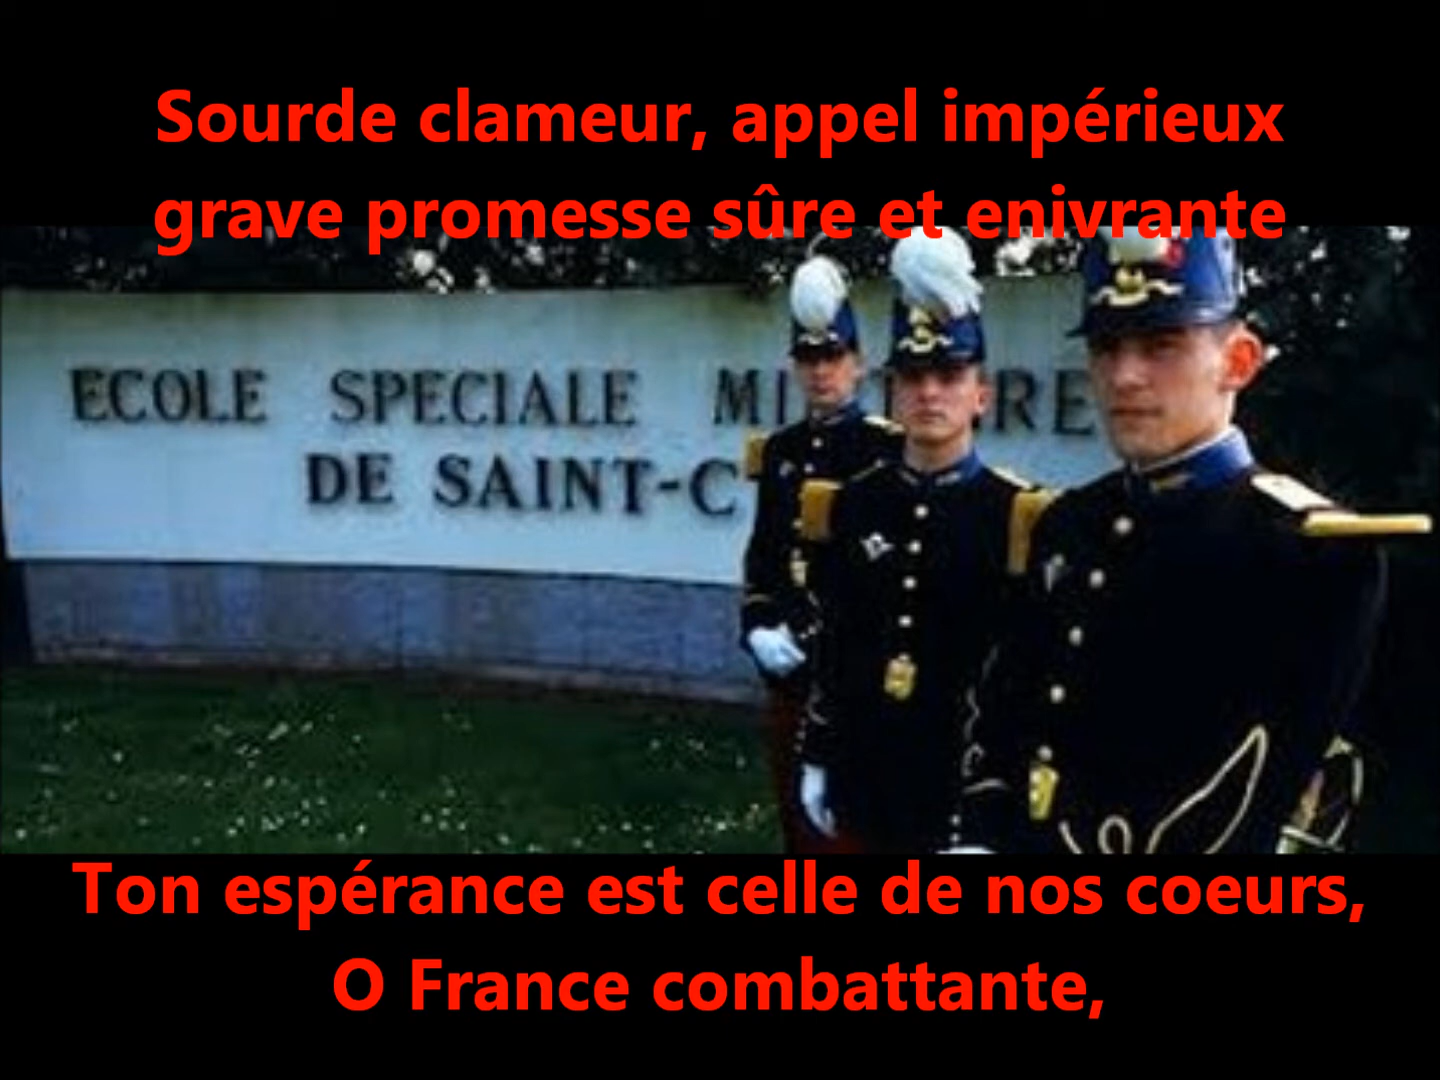 Sourde clameur, appel impérieux
grave promesse sûre et enivrante
ECOLE SPECIALE
DE SAINT-C
Ton espérance est celle de nos coeurs,
O France combattante,